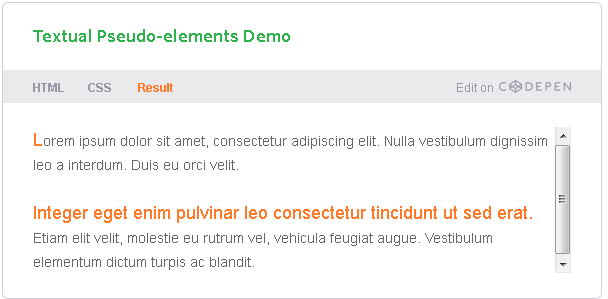 Textual Pseudo-elements Demo
HTML CSS Result Edit on CODEPEN
Lorem ipsum dolor sit amet, consectetur adipiscing elit. Nulla vestibulum dignissim
leo a interdum. Duis eu orci velit.
Integer eget enim pulvinar leo consectetur tincidunt ut sed erat.
Etiam elit velit, molestie eu rutrum vel, vehicula feugiat augue. Vestibulum
elementum dictum turpis ac blandit.